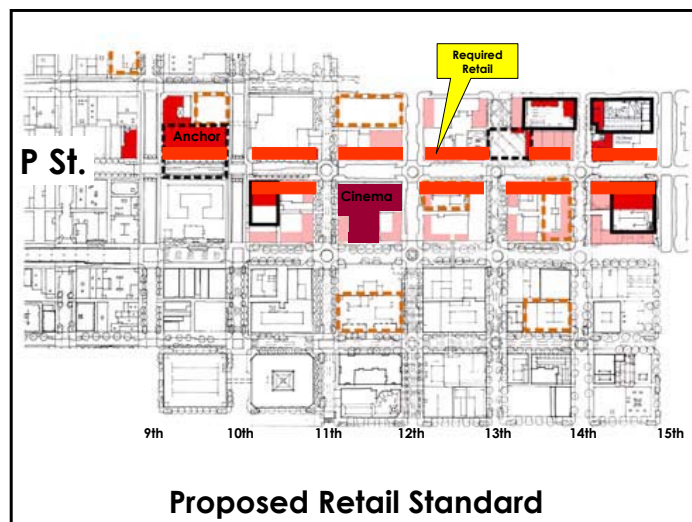 Required
Retail
Anchor
P St.
Cinema
9th 10th 11th 12th 13th 14th 15th
Proposed Retail Standard